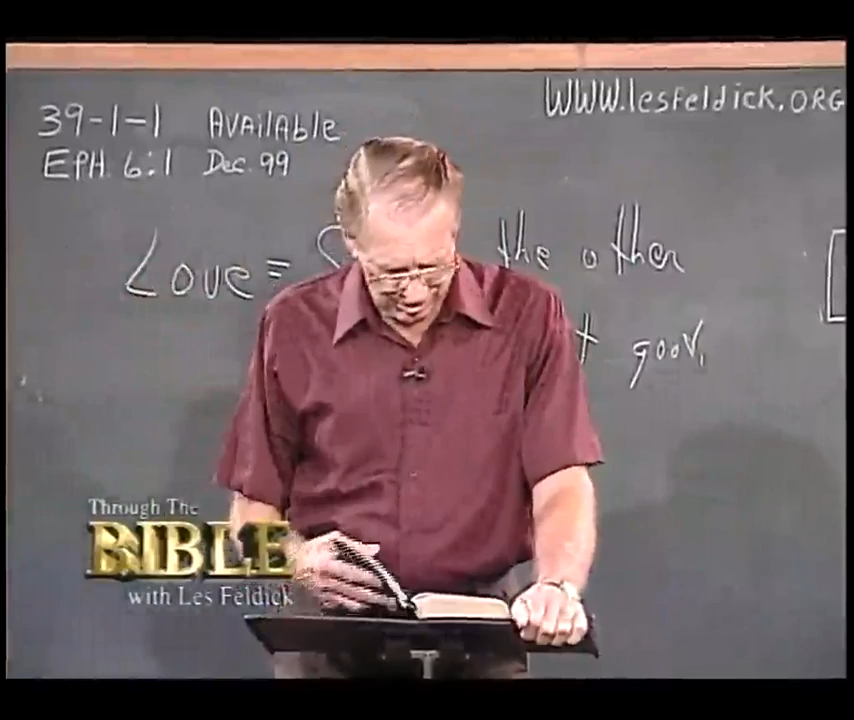 39-1-1 Available
WWW.lesfeldick.ORG
EPH. 6:1 Dec. 99
Love = the other
goov.
Through The
BIBLE
with Les Feldick